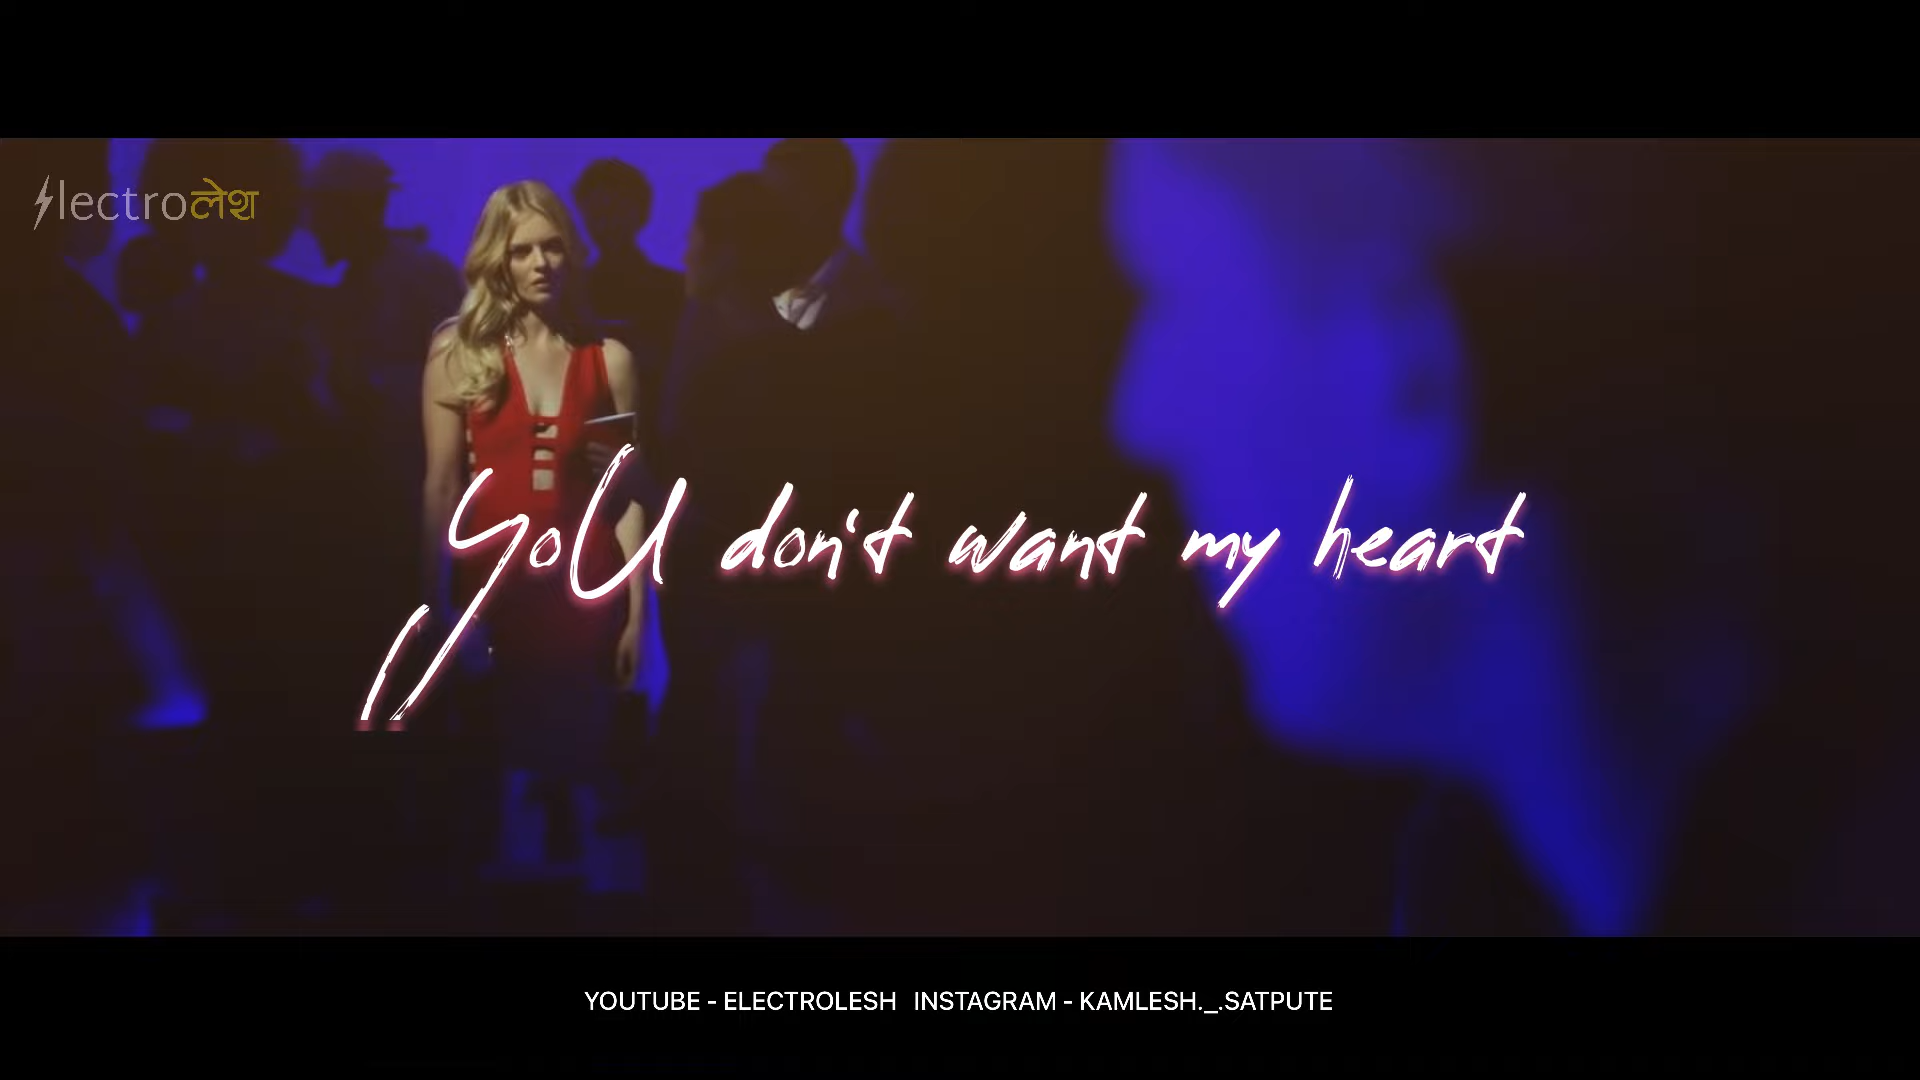 lectroलेश
yoU don't want my heart
YOUTUBE - ELECTROLESH INSTAGRAM - KAMLESH._.SATPUTE